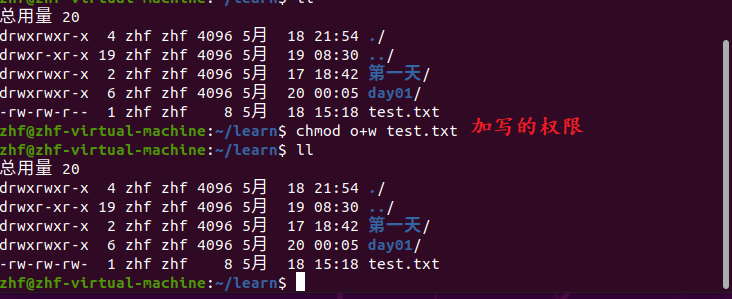 zhf@zhf-virtual-machine:~/learn$ ll
总用量 20
drwxrwxr-x  4 zhf zhf 4096 5月  18 21:54 ./
drwxr-xr-x 19 zhf zhf 4096 5月  19 08:30 ../
drwxrwxr-x  2 zhf zhf 4096 5月  17 18:42 第一天/
drwxrwxr-x  6 zhf zhf 4096 5月  20 00:05 day01/
-rw-rw-r--  1 zhf zhf    8 5月  18 15:18 test.txt
zhf@zhf-virtual-machine:~/learn$ chmod o+w test.txt 加写的权限
zhf@zhf-virtual-machine:~/learn$ ll
总用量 20
drwxrwxr-x  4 zhf zhf 4096 5月  18 21:54 ./
drwxr-xr-x 19 zhf zhf 4096 5月  19 08:30 ../
drwxrwxr-x  2 zhf zhf 4096 5月  17 18:42 第一天/
drwxrwxr-x  6 zhf zhf 4096 5月  20 00:05 day01/
-rw-rw-rw-  1 zhf zhf    8 5月  18 15:18 test.txt
zhf@zhf-virtual-machine:~/learn$